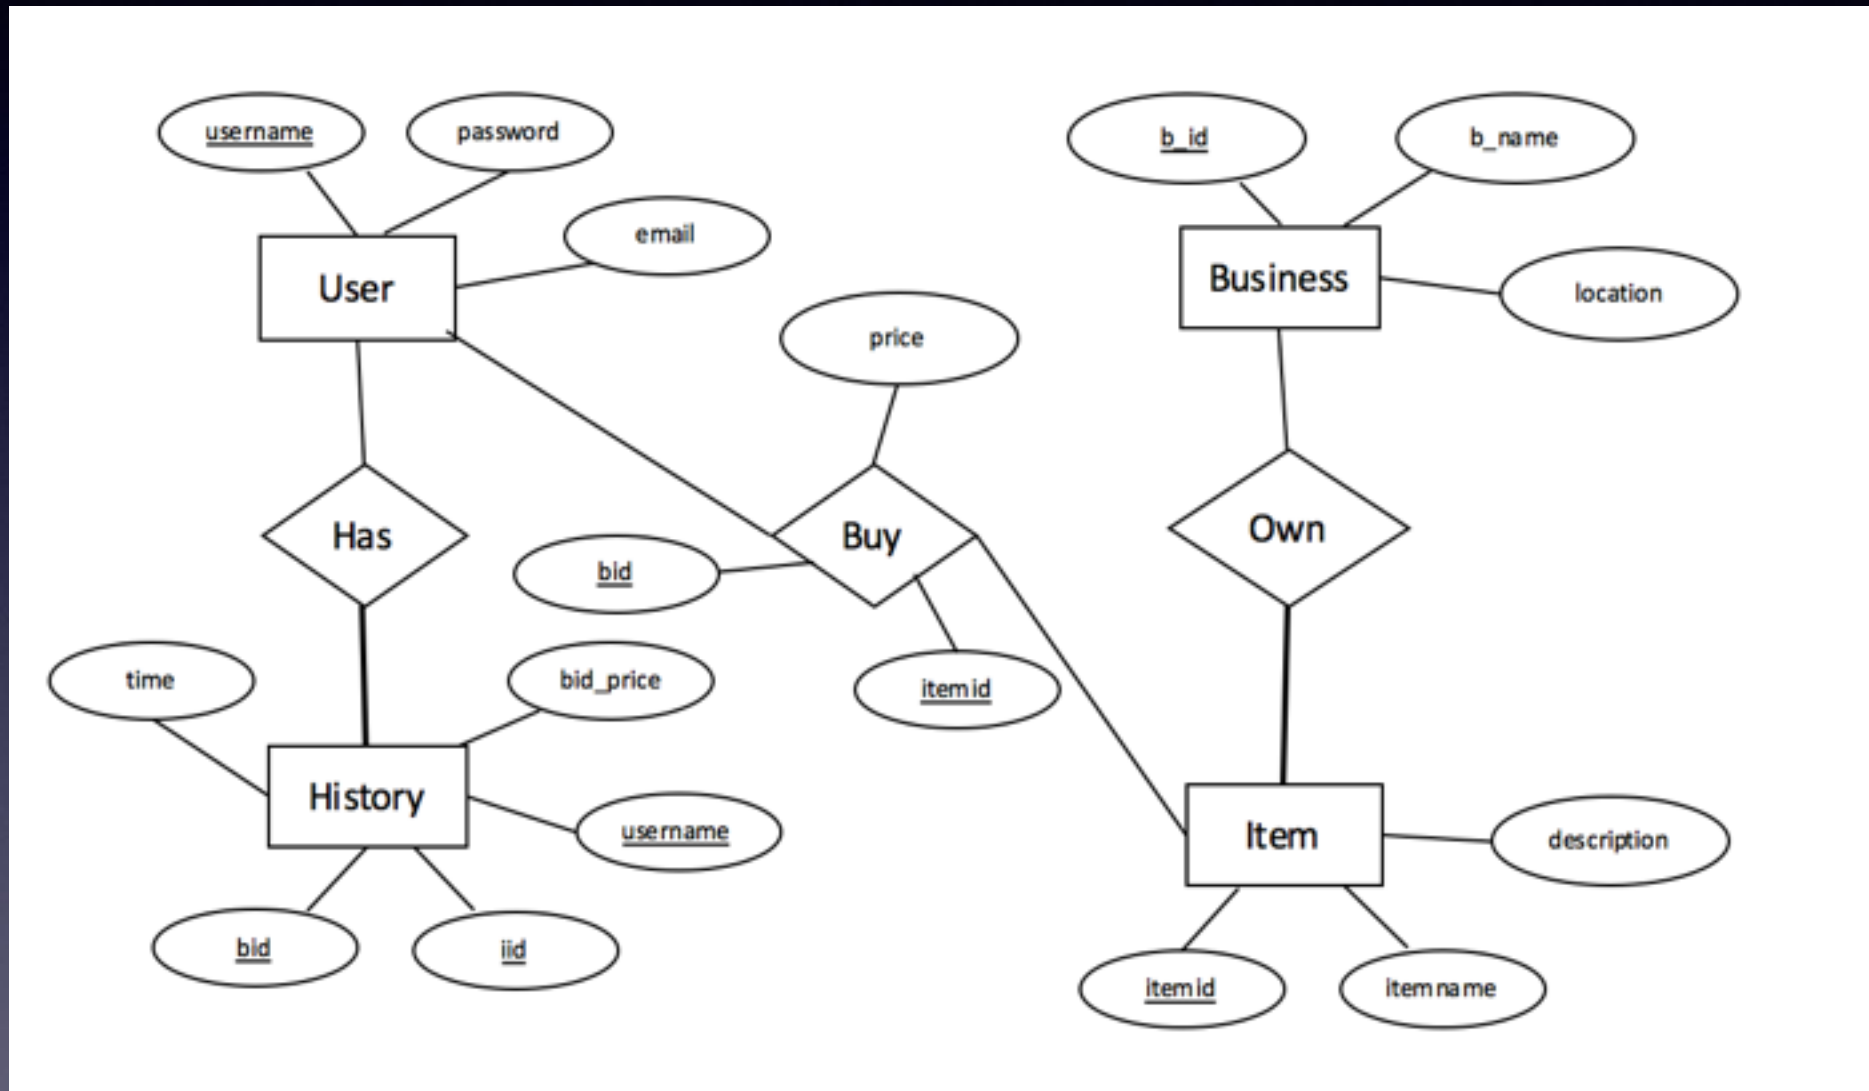 username
password
b_id
b_name
email
User
Business
location
price
Has
Buy
Own
bid
time
bid_price
itemid
History
username
Item
description
bid
iid
itemid
itemname